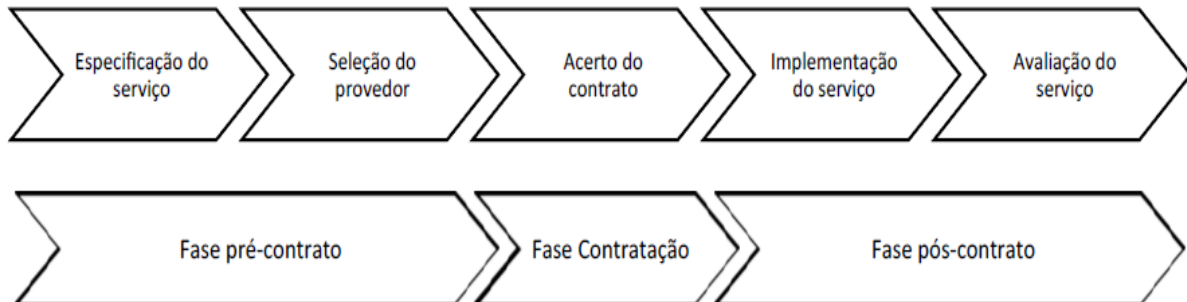 Especificação do
serviço
Seleção do
provedor
Acerto do
contrato
Implementação
do serviço
Avaliação do
serviço
Fase pré-contrato
Fase Contratação
Fase pós-contrato